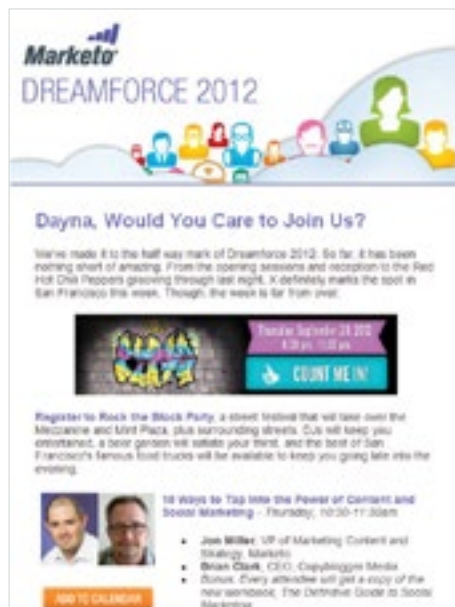 Marketo
DREAMFORCE 2012
Dayna, Would You Care to Join Us?
We've made it to the half way mark of Dreamforce 2012. So far, it has been
nothing short of amazing. From the opening sessions and reception to the Red
Hot Chili Peppers grooving through last night, X definitely marks the spot in
San Francisco this week. Though, the week is far from over.
Thursday, September 20, 2012
COUNT ME IN!
Register to Rock the Block Party, a street festival that will take over the
Mezzanine and Mint Plaza, plus surrounding streets. DJs will keep you
entertained, a beer garden will satiate your thirst, and the best of San
Francisco's famous food trucks will be available to keep you going late into the
evening.
10 Ways to Tap Into the Power of Content and
Social Marketing - Thursday, 10:30-11:30am
Jon Miller, VP of Marketing Content and
Strategy, Marketo
Brian Clark, CEO, Copyblogger Media
Bonus: Every attendee will get a copy of the
new workbook, The Definitive Guide to Social
Marketing
ADD TO CALENDAR